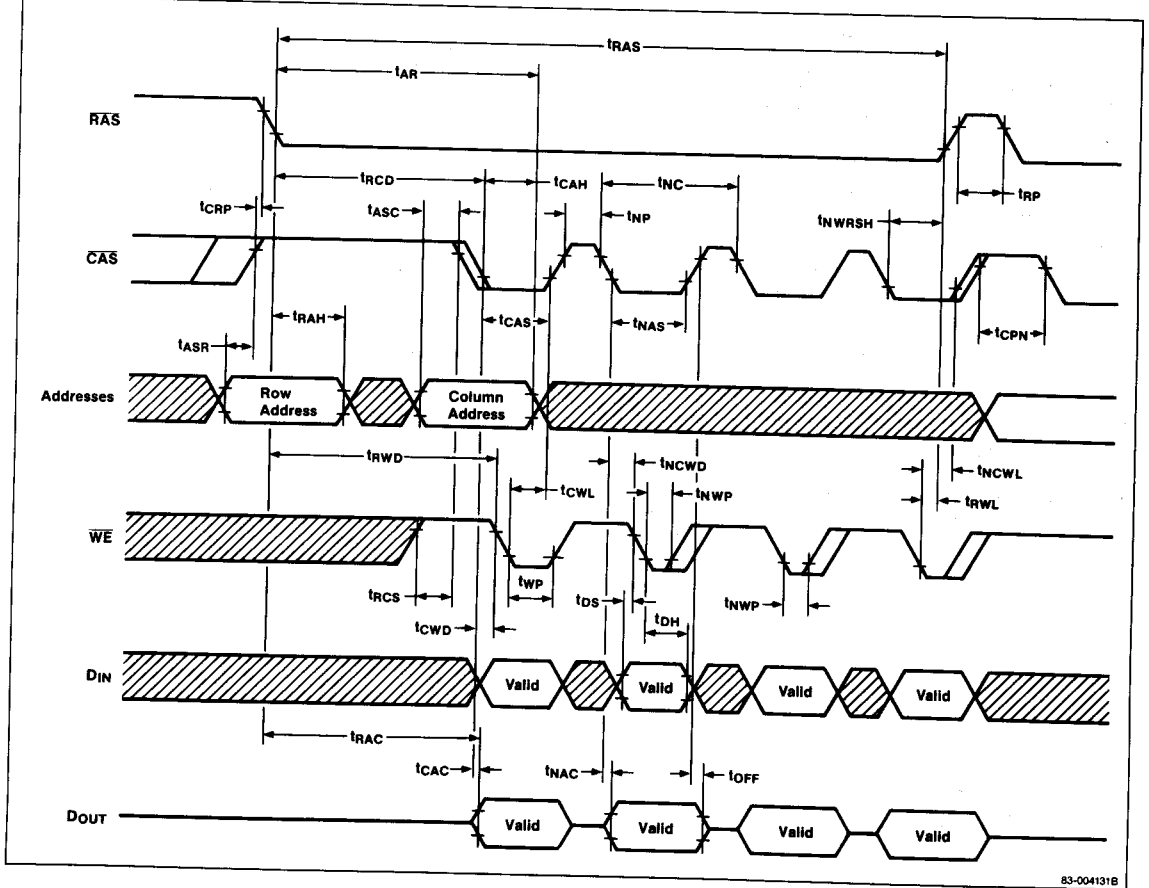 tRAS
tAR
RAS
tRCD
tCAH
tNC
tCRP
tASC
tNP
tNWRSH
tRP
CAS
tRAH
tCAS
tNAS
tCPN
tASR
Addresses
Row
Address
Column
Address
tRWD
tNCWD
tNCWL
tCWL
tNWP
tRWL
WE
tRCS
tWP
tDS
tNWP
tCWD
tDH
DIN
Valid
Valid
Valid
Valid
tRAC
tCAC
tNAC
tOFF
DOUT
Valid
Valid
Valid
Valid
83-004131B